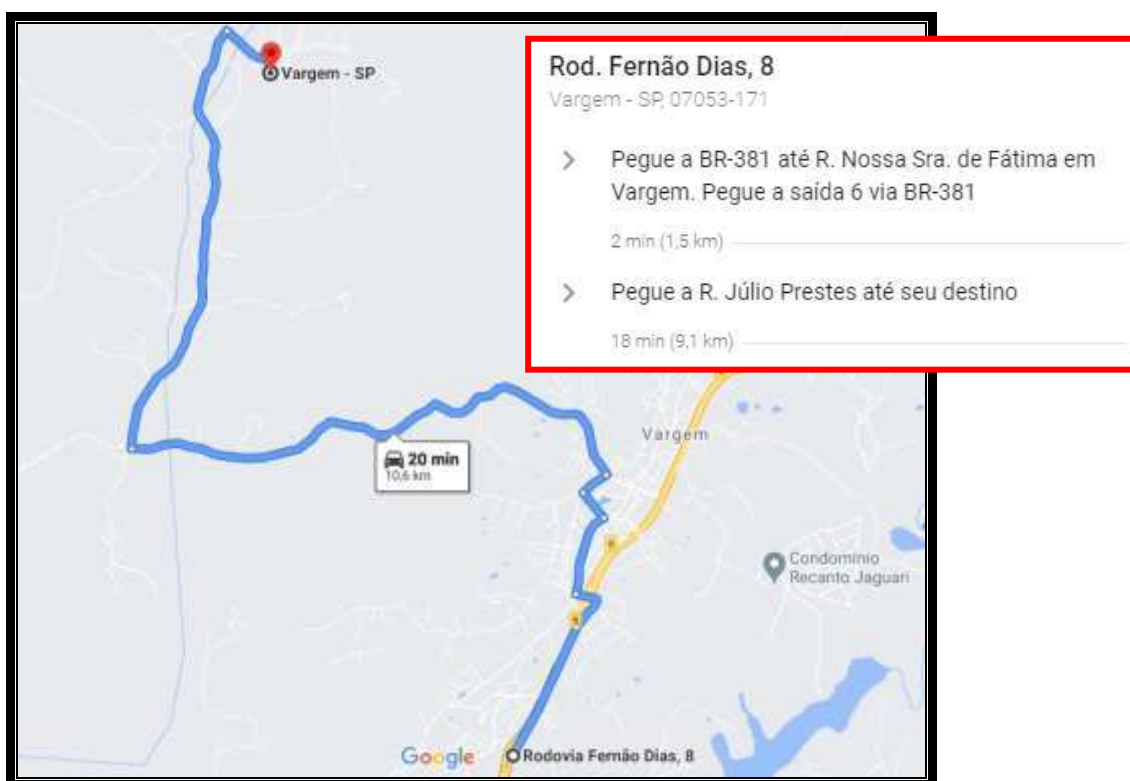 Vargem - SP
Rod. Fernão Dias, 8
Vargem - SP, 07053-171
Pegue a BR-381 até R. Nossa Sra. de Fátima em
Vargem. Pegue a saída 6 via BR-381
2 min (1,5 km)
Pegue a R. Júlio Prestes até seu destino
18 min (9,1 km)
Vargem
20 min
10,6 km
Condomínio
Recanto Jaguari
Google
Rodovia Fernão Dias, 8